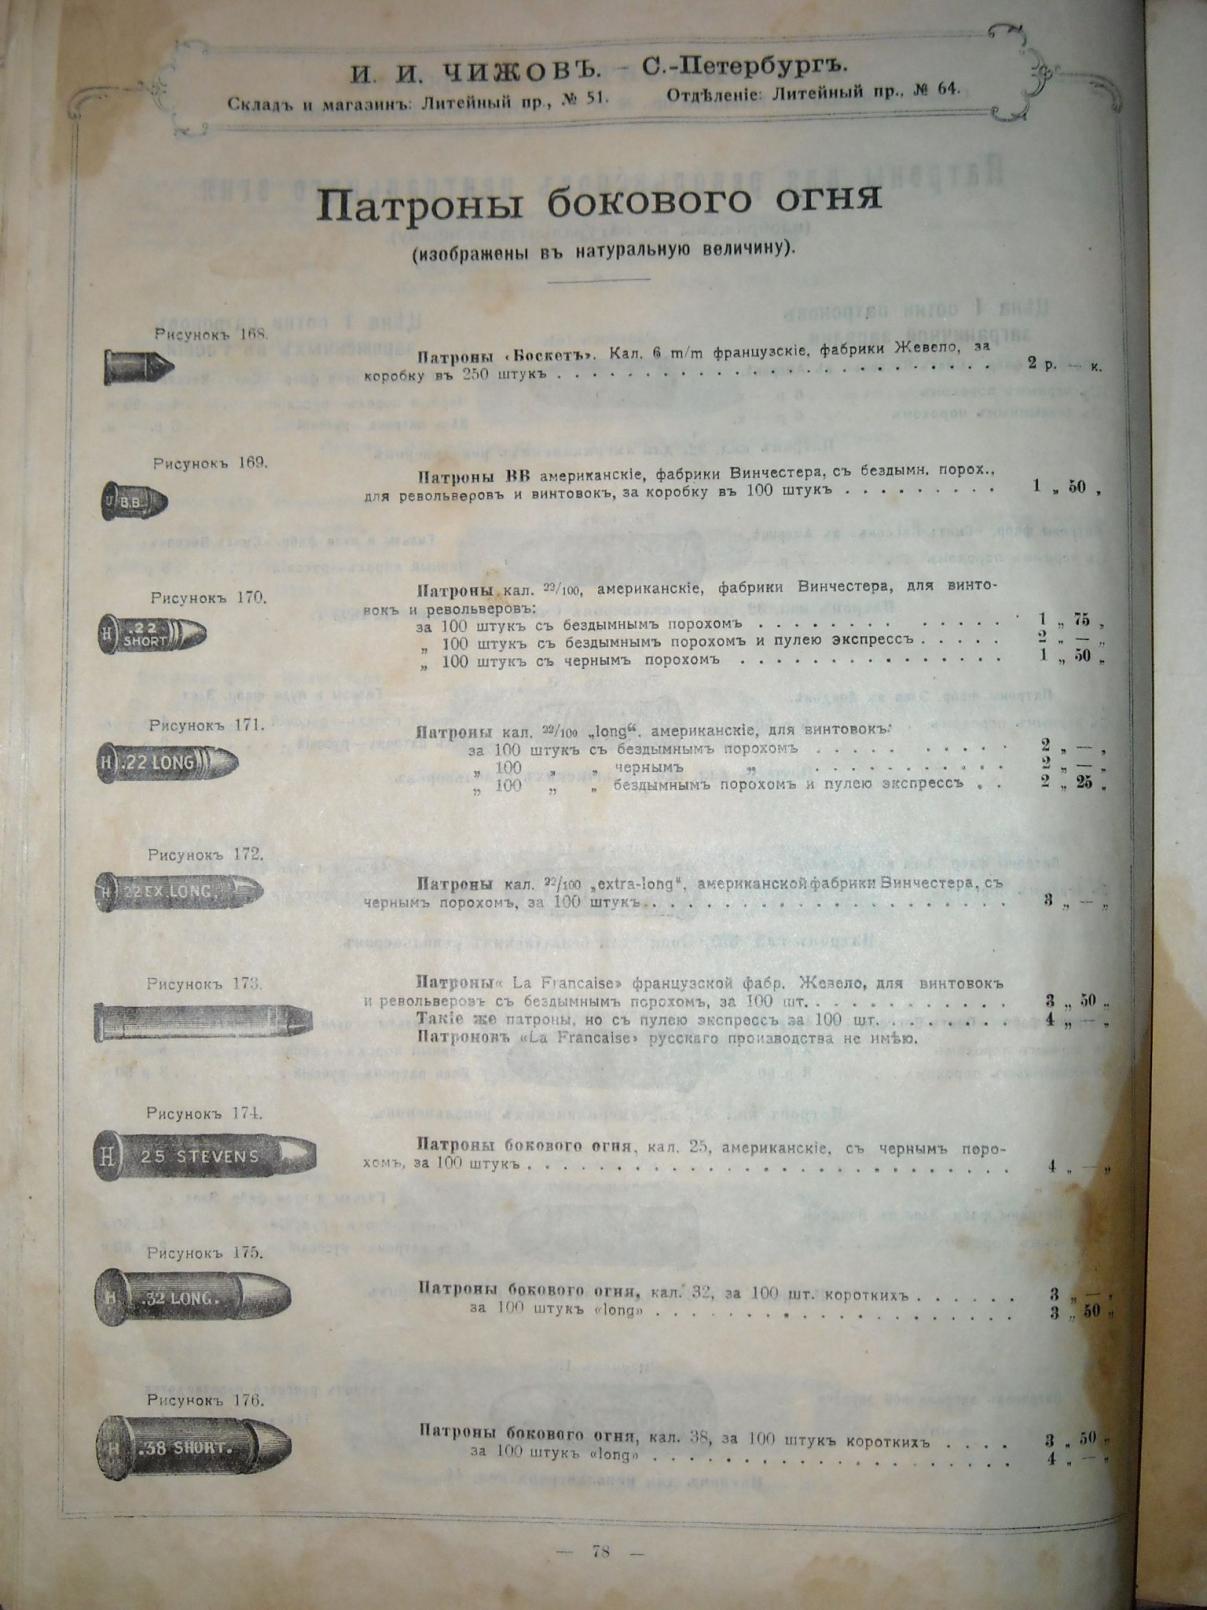 И. И. ЧИЖОВЪ. – С.-Петербургъ.
Складъ и магазинъ: Литейный пр., № 51. Отдѣленіе: Литейный пр., № 64.
Патроны бокового огня
(изображены въ натуральную величину).
Рисунокъ 168.
Патроны «Боскетъ». Кал. 6 m/m французскіе, фабрики Жевело, за
коробку въ 250 штукъ . . . . . . . . . . . . . . . . . . . . . . . 2 р. — к.
Рисунокъ 169.
U B.B.
Патроны BB американскіе, фабрики Винчестера, съ бездымн. порох.,
для револьверовъ и винтовокъ, за коробку въ 100 штукъ . . . . . . . . . 1 „ 50 „
Рисунокъ 170.
H .22
SHORT
Патроны кал. 22/100, американскіе, фабрики Винчестера, для винто-
вокъ и револьверовъ:
за 100 штукъ съ бездымнымъ порохомъ . . . . . . . . . . . 1 „ 75 „
„ 100 штукъ съ бездымнымъ порохомъ и пулею экспрессъ . . . . . 2 „ — „
„ 100 штукъ съ чернымъ порохомъ . . . . . . . . . . . . . . . 1 „ 50 „
Рисунокъ 171.
H .22 LONG
Патроны кал. 22/100 „long“. американскіе, для винтовокъ:
за 100 штукъ съ бездымнымъ порохомъ . . . . . . . . . . 2 „ — „
„ 100 „ „ чернымъ „ . . . . . . . . . . 2 „ — „
„ 100 „ „ бездымнымъ порохомъ и пулею экспрессъ . . 2 „ 25 „
Рисунокъ 172.
H 22 EX. LONG.
Патроны кал. 22/100 „extra-long“, американской фабрики Винчестера, съ
чернымъ порохомъ, за 100 штукъ . . . . . . . . . . . . . . . . . . . 3 „ — „
Рисунокъ 173.
Патроны« La Francaise» французской фабр. Жевело, для винтовокъ
и револьверовъ съ бездымнымъ порохомъ, за 100 шт. . . . . . . . . . . 3 „ 50 „
Такіе же патроны, но съ пулею экспрессъ за 100 шт. . . . . . . . 4 „ — „
Патроновъ «La Francaise» русскаго производства не имѣю.
Рисунокъ 174.
H 25 STEVENS
Патроны бокового огня, кал. 25, американскіе, съ чернымъ поро-
хомъ, за 100 штукъ . . . . . . . . . . . . . . . . . . . . . . . . . 4 „ — „
Рисунокъ 175.
H .32 LONG.
Патроны бокового огня, кал. 32, за 100 шт. короткихъ . . . . . . 3 „ — „
за 100 штукъ «long» . . . . . . . . . . . . . . . . . . 3 „ 50 „
Рисунокъ 176.
H .38 SHORT.
Патроны бокового огня, кал. 38, за 100 штукъ короткихъ . . . . 3 „ 50 „
за 100 штукъ «long» . . . . . . . . . . . . . . . . . . 4 „ — „
— 78 —